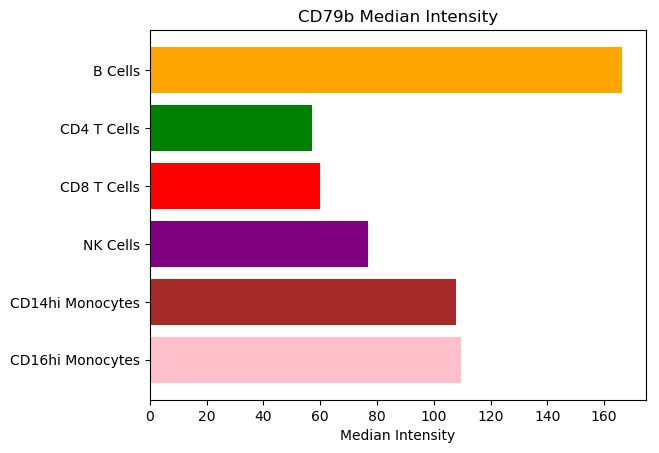 CD79b Median Intensity
B Cells
CD4 T Cells
CD8 T Cells
NK Cells
CD14hi Monocytes
CD16hi Monocytes
0 20 40 60 80 100 120 140 160
Median Intensity